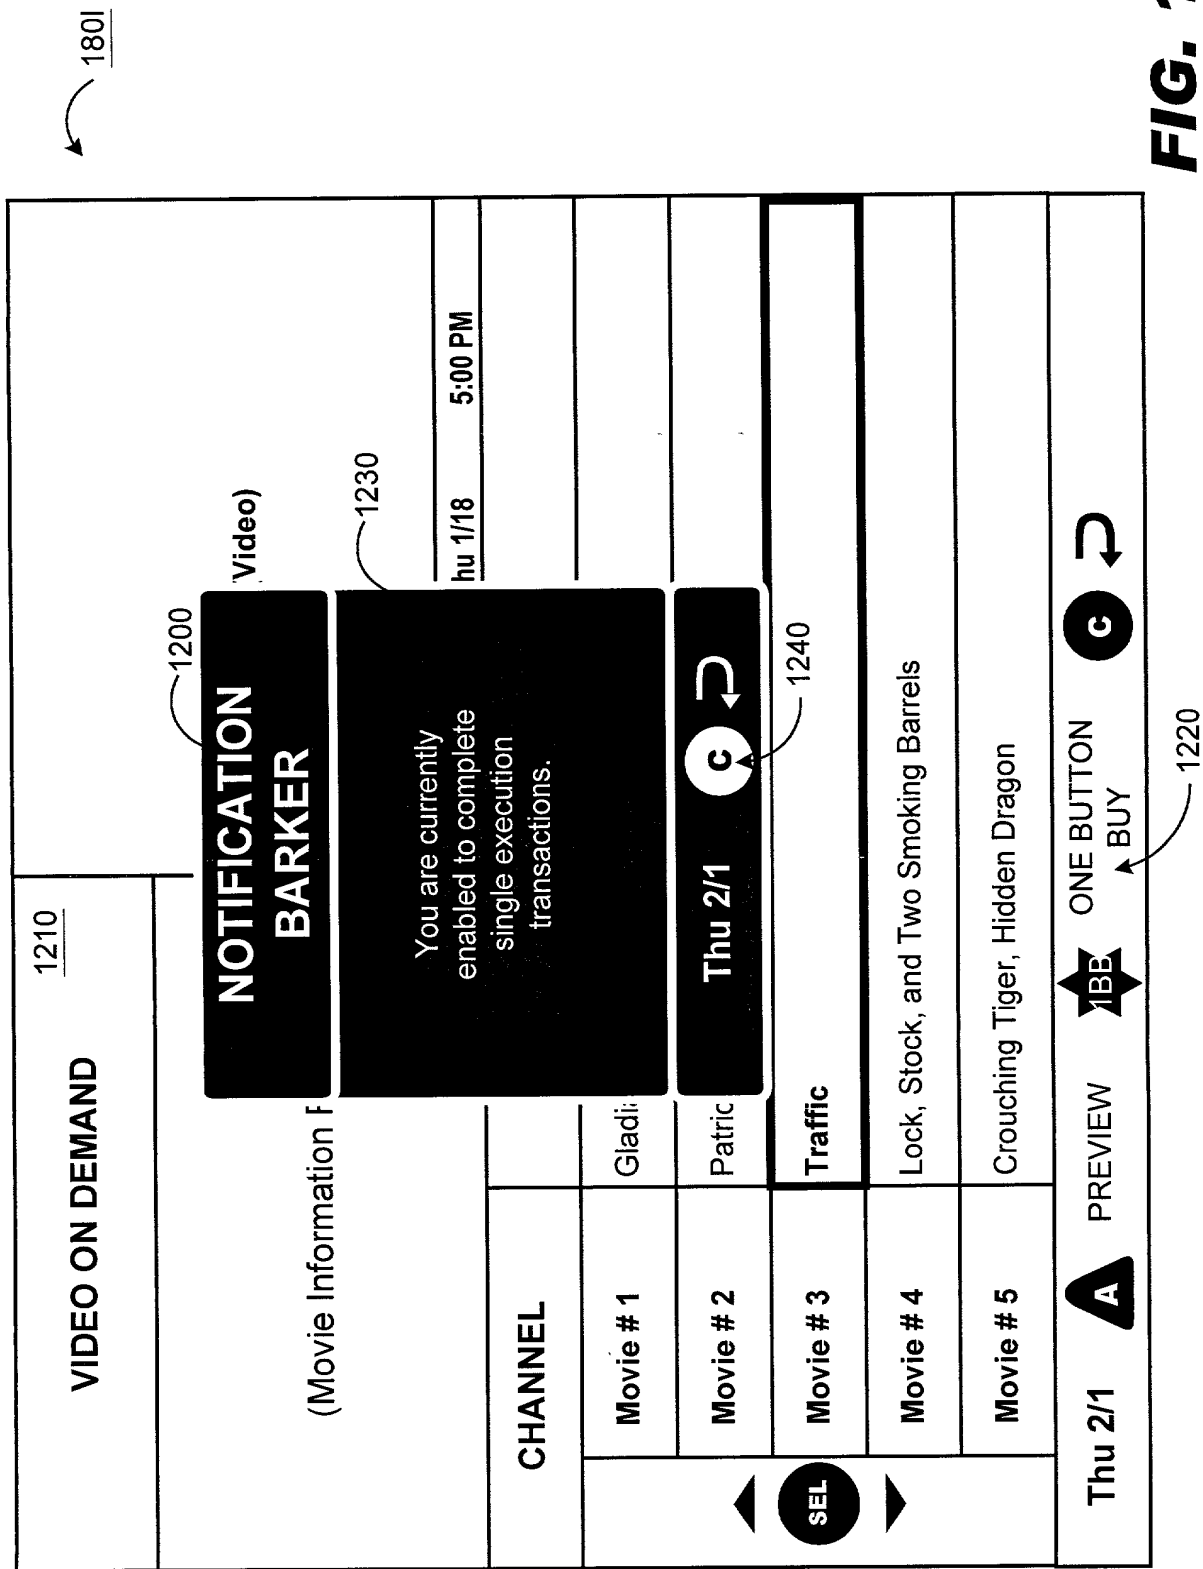 180I
VIDEO ON DEMAND
1210
1200
NOTIFICATION
BARKER
Video)
(Movie Information
1230
You are currently
enabled to complete
single execution
transactions.
hu 1/18 5:00 PM
CHANNEL
Movie # 1 Gladi
Movie # 2 Patric
Thu 2/1 C
1240
SEL
Movie # 3 Traffic
Movie # 4 Lock, Stock, and Two Smoking Barrels
Movie # 5 Crouching Tiger, Hidden Dragon
Thu 2/1 A PREVIEW 1BB ONE BUTTON
BUY
C
1220
FIG.